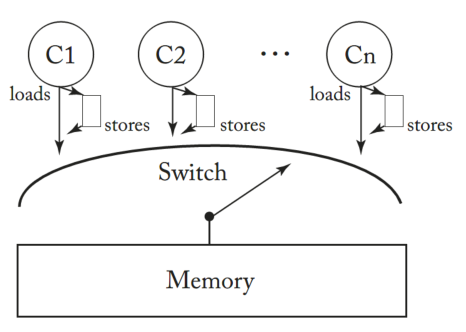 C1 C2 ... Cn
loads loads
stores stores stores
Switch
Memory